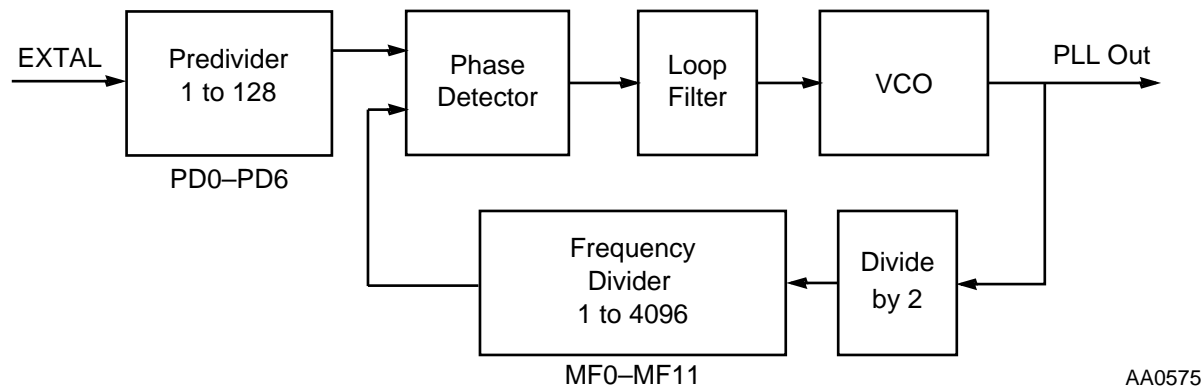 EXTAL
Predivider
1 to 128
PD0–PD6
Phase
Detector
Loop
Filter
VCO
PLL Out
Frequency
Divider
1 to 4096
MF0–MF11
Divide
by 2
AA0575